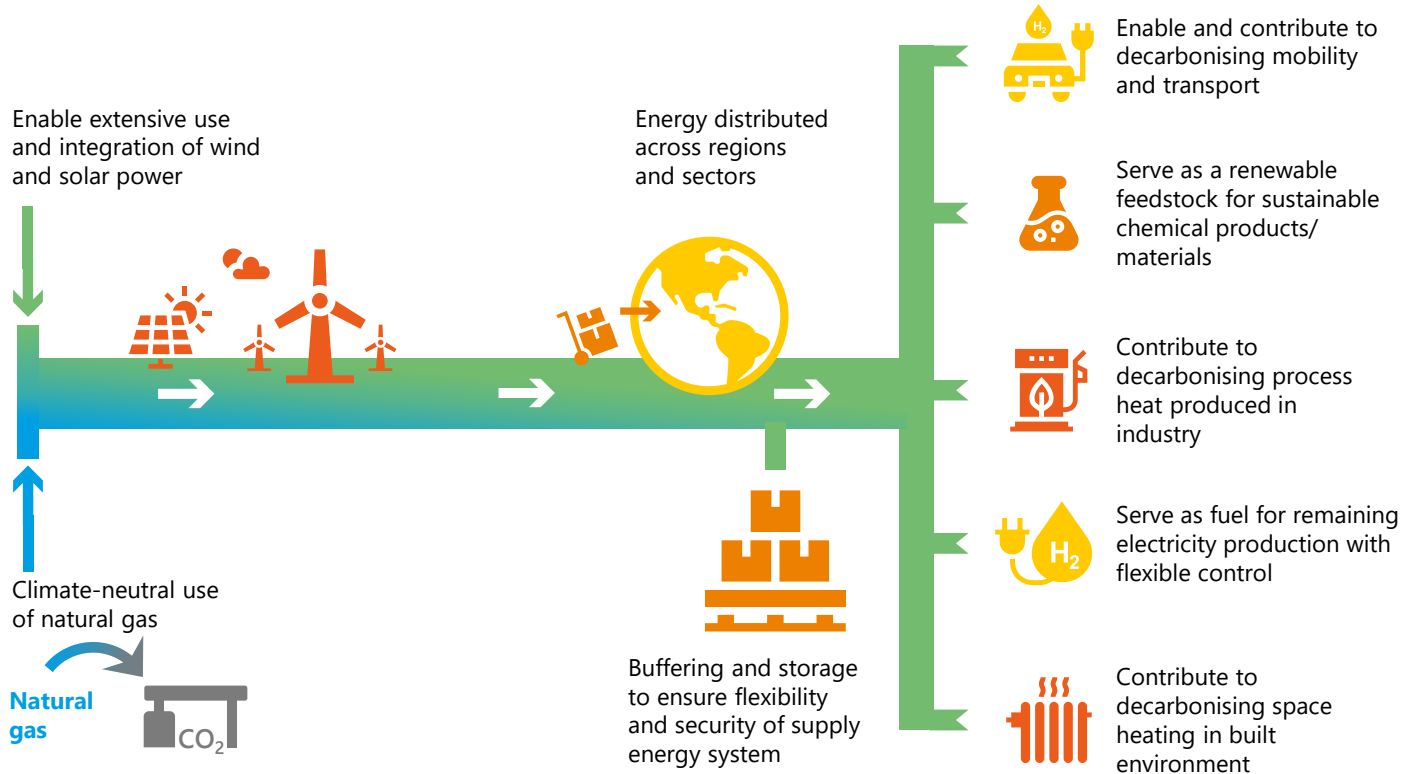 Enable extensive use
and integration of wind
and solar power
Climate-neutral use
of natural gas
Natural
gas
CO₂
Energy distributed
across regions
and sectors
Buffering and storage
to ensure flexibility
and security of supply
energy system
H₂
Enable and contribute to
decarbonising mobility
and transport
Serve as a renewable
feedstock for sustainable
chemical products/
materials
Contribute to
decarbonising process
heat produced in
industry
H₂
Serve as fuel for remaining
electricity production with
flexible control
Contribute to
decarbonising space
heating in built
environment